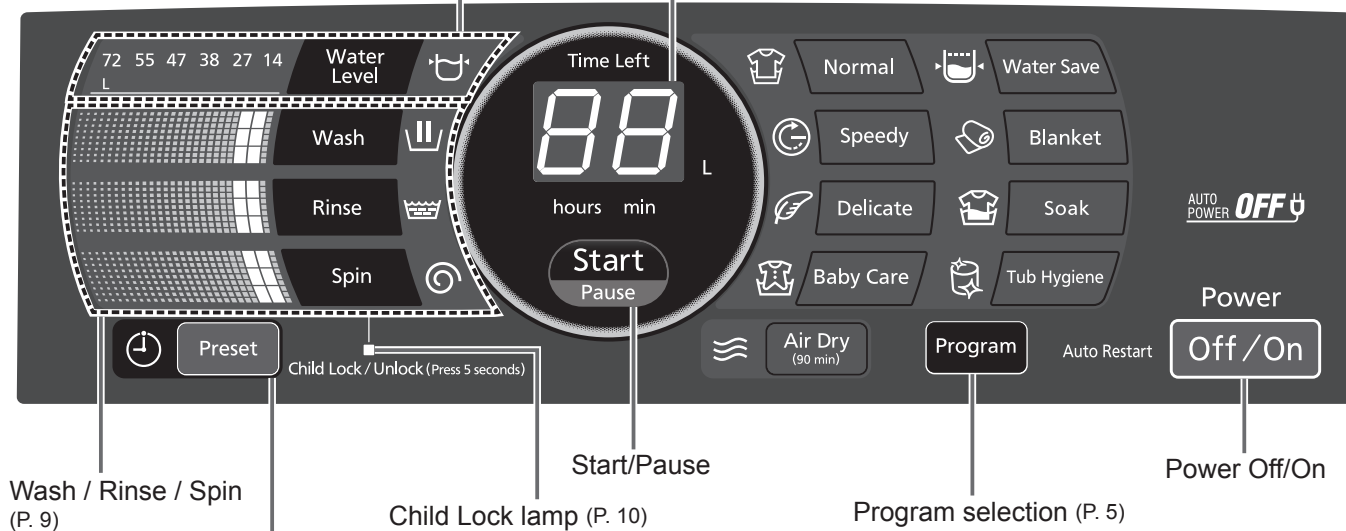 72 55 47 38 27 14
L
Water
Level
Wash
Rinse
Spin
Preset
Child Lock / Unlock (Press 5 seconds)
Time Left
88
L
hours min
Start
Pause
Normal
Water Save
Speedy
Blanket
Delicate
Soak
Baby Care
Tub Hygiene
Air Dry
(90 min)
Program
Auto Restart
AUTO
POWER OFF
Power
Off/On
Wash / Rinse / Spin
(P. 9)
Child Lock lamp (P. 10)
Start/Pause
Program selection (P. 5)
Power Off/On